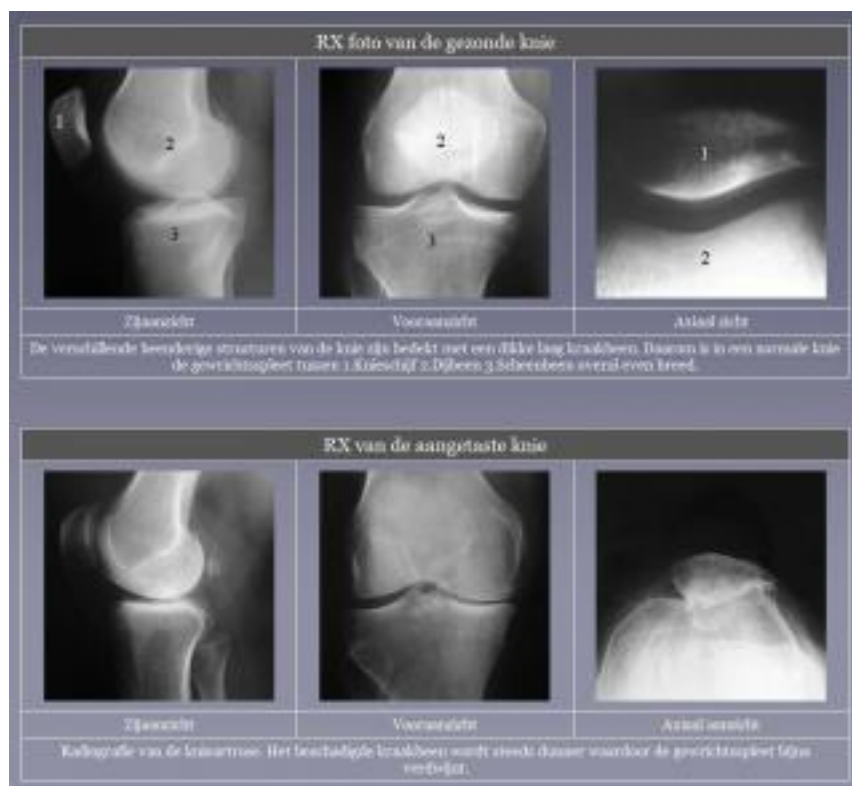 RX foto van de gezonde knie
1
2
3
2
1
1
2
Zijaanzicht
Vooraanzicht
Axiaal zicht
De verschillende beenderige structuren van de knie zijn bedekt met een dikke laag kraakbeen. Daarom is in een normale knie
de gewrichtsspleet tussen 1.Knieschijf 2.Dijbeen 3.Scheenbeen overal even breed.
RX van de aangetaste knie
Zijaanzicht
Vooraanzicht
Axiaal aanzicht
Radiografie van de knieartrose. Het beschadigde kraakbeen wordt steeds dunner waardoor de gewrichtsspleet bijna
verdwijnt.